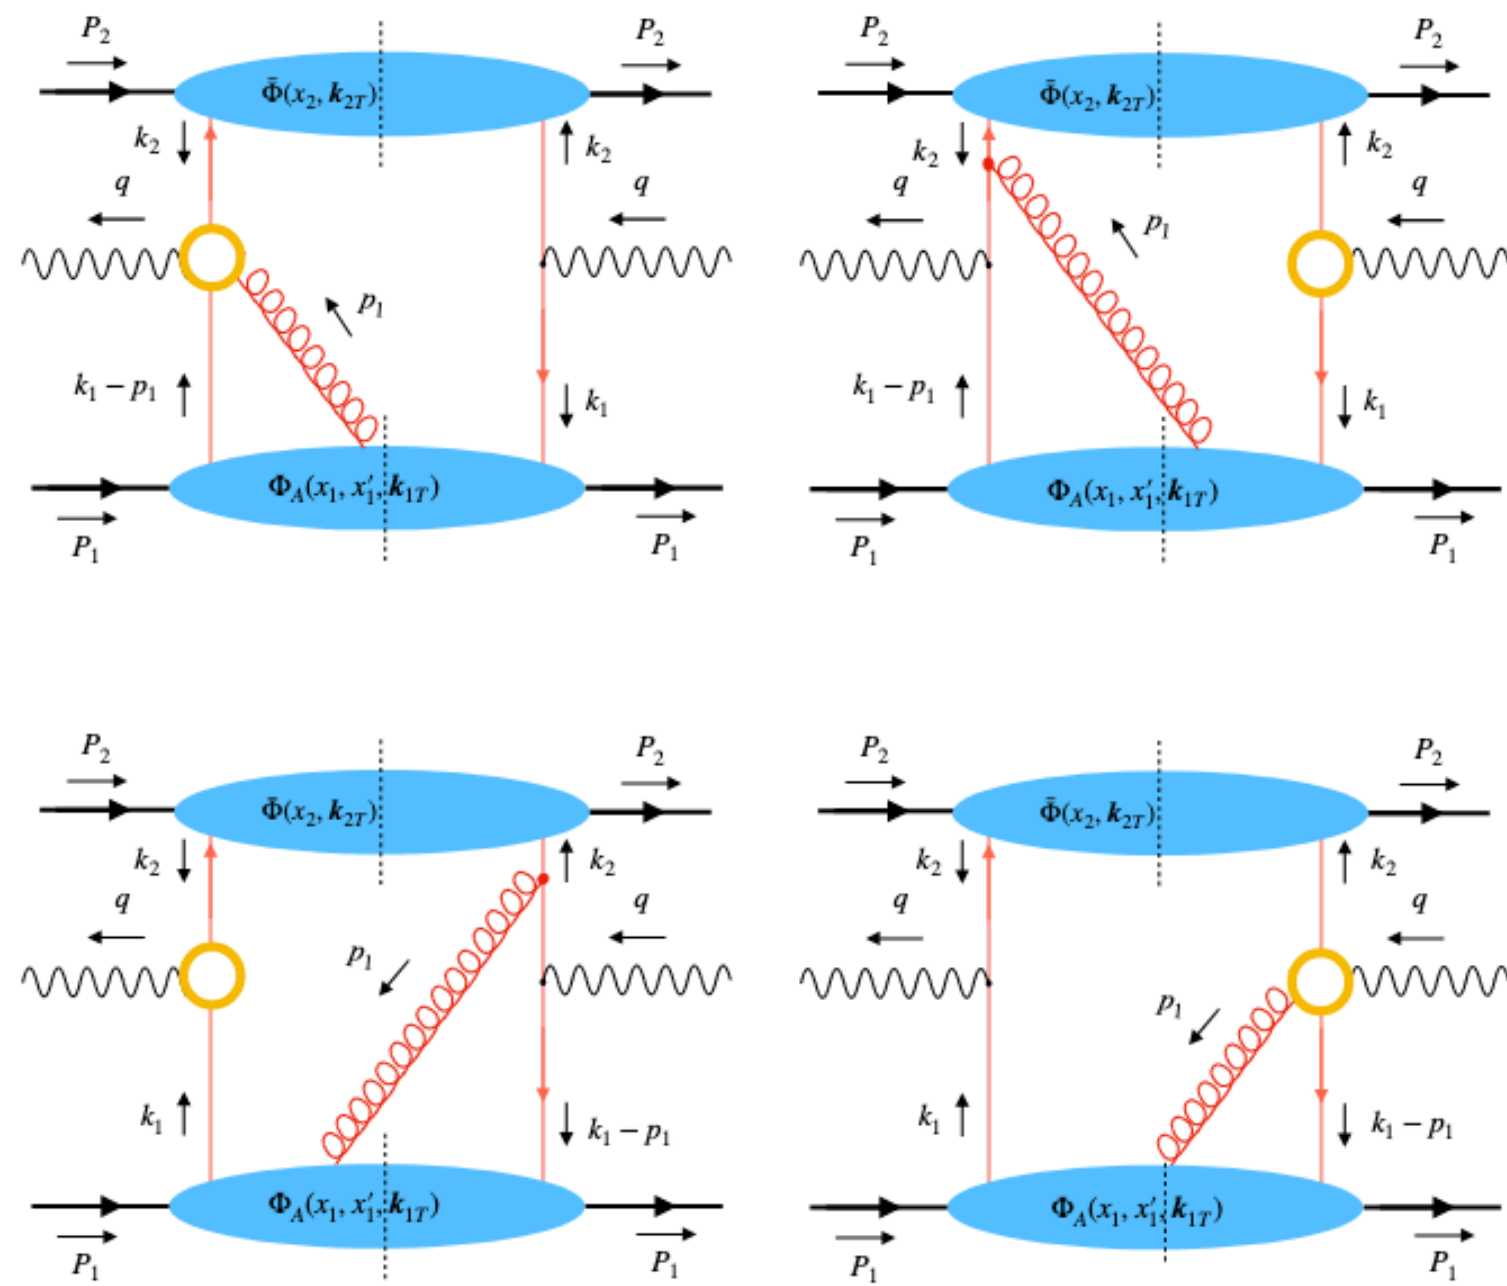 P₂ P₂
Φ̄(x₂, k₂T)
k₂ k₂
q q
p₁
k₁ − p₁ k₁
Φ_A(x₁, x₁′, k₁T)
P₁ P₁
P₂ P₂
Φ̄(x₂, k₂T)
k₂ k₂
q q
p₁
k₁ − p₁ k₁
Φ_A(x₁, x₁′, k₁T)
P₁ P₁
P₂ P₂
Φ̄(x₂, k₂T)
k₂ k₂
q q
p₁
k₁ k₁ − p₁
Φ_A(x₁, x₁′, k₁T)
P₁ P₁
P₂ P₂
Φ̄(x₂, k₂T)
k₂ k₂
q q
p₁
k₁ k₁ − p₁
Φ_A(x₁, x₁′, k₁T)
P₁ P₁